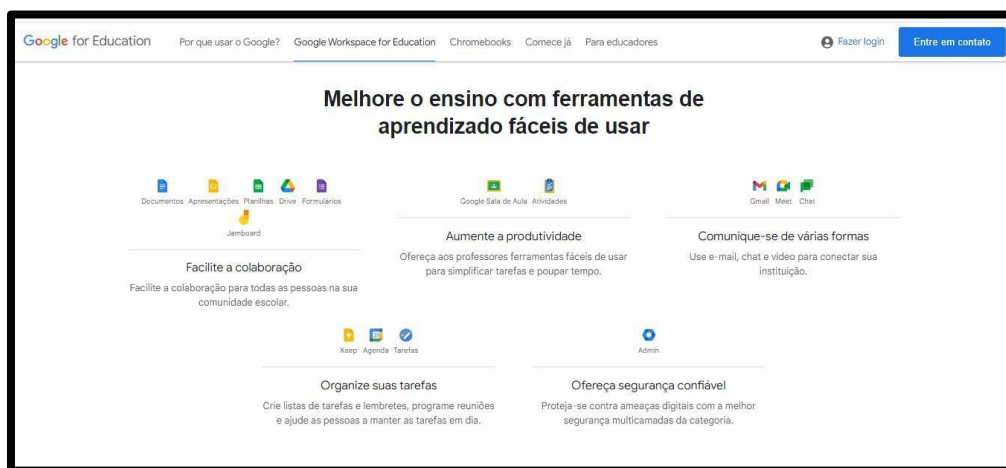 Google for Education Por que usar o Google? Google Workspace for Education Chromebooks Comece já Para educadores Fazer login Entre em contato
Melhore o ensino com ferramentas de
aprendizado fáceis de usar
Documentos Apresentações Planilhas Drive Formulários
Jamboard
Facilite a colaboração
Facilite a colaboração para todas as pessoas na sua
comunidade escolar.
Google Sala de Aula Atividades
Aumente a produtividade
Ofereça aos professores ferramentas fáceis de usar
para simplificar tarefas e poupar tempo.
Gmail Meet Chat
Comunique-se de várias formas
Use e-mail, chat e vídeo para conectar sua
instituição.
Keep Agenda Tarefas
Organize suas tarefas
Crie listas de tarefas e lembretes, programe reuniões
e ajude as pessoas a manter as tarefas em dia.
Admin
Ofereça segurança confiável
Proteja-se contra ameaças digitais com a melhor
segurança multicamadas da categoria.